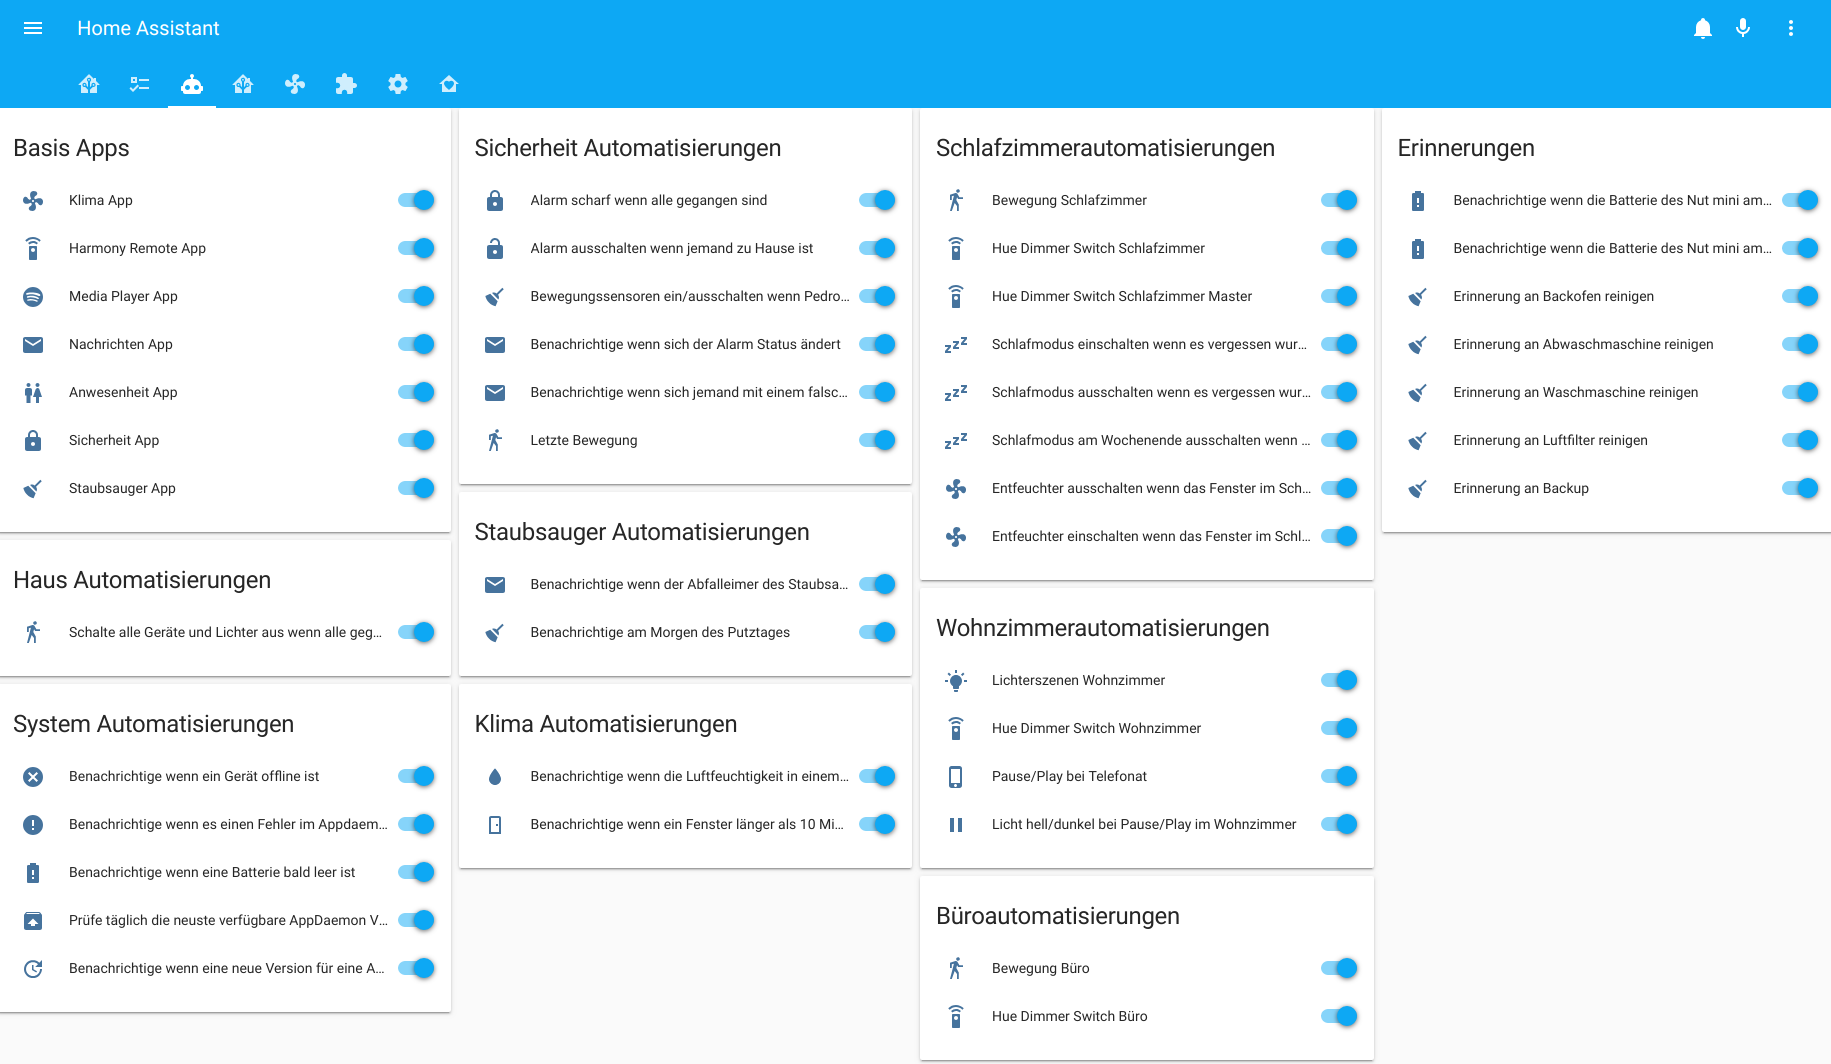 Home Assistant
Basis Apps
Klima App
Harmony Remote App
Media Player App
Nachrichten App
Anwesenheit App
Sicherheit App
Staubsauger App
Haus Automatisierungen
Schalte alle Geräte und Lichter aus wenn alle geg...
System Automatisierungen
Benachrichtige wenn ein Gerät offline ist
Benachrichtige wenn es einen Fehler im Appdaem...
Benachrichtige wenn eine Batterie bald leer ist
Prüfe täglich die neuste verfügbare AppDaemon V...
Benachrichtige wenn eine neue Version für eine A...
Sicherheit Automatisierungen
Alarm scharf wenn alle gegangen sind
Alarm ausschalten wenn jemand zu Hause ist
Bewegungssensoren ein/ausschalten wenn Pedro...
Benachrichtige wenn sich der Alarm Status ändert
Benachrichtige wenn sich jemand mit einem falsc...
Letzte Bewegung
Staubsauger Automatisierungen
Benachrichtige wenn der Abfalleimer des Staubsa...
Benachrichtige am Morgen des Putztages
Klima Automatisierungen
Benachrichtige wenn die Luftfeuchtigkeit in einem...
Benachrichtige wenn ein Fenster länger als 10 Mi...
Schlafzimmerautomatisierungen
Bewegung Schlafzimmer
Hue Dimmer Switch Schlafzimmer
Hue Dimmer Switch Schlafzimmer Master
Schlafmodus einschalten wenn es vergessen wur...
Schlafmodus ausschalten wenn es vergessen wur...
Schlafmodus am Wochenende ausschalten wenn ...
Entfeuchter ausschalten wenn das Fenster im Sch...
Entfeuchter einschalten wenn das Fenster im Schl...
Wohnzimmerautomatisierungen
Lichterszenen Wohnzimmer
Hue Dimmer Switch Wohnzimmer
Pause/Play bei Telefonat
Licht hell/dunkel bei Pause/Play im Wohnzimmer
Büroautomatisierungen
Bewegung Büro
Hue Dimmer Switch Büro
Erinnerungen
Benachrichtige wenn die Batterie des Nut mini am...
Benachrichtige wenn die Batterie des Nut mini am...
Erinnerung an Backofen reinigen
Erinnerung an Abwaschmaschine reinigen
Erinnerung an Waschmaschine reinigen
Erinnerung an Luftfilter reinigen
Erinnerung an Backup